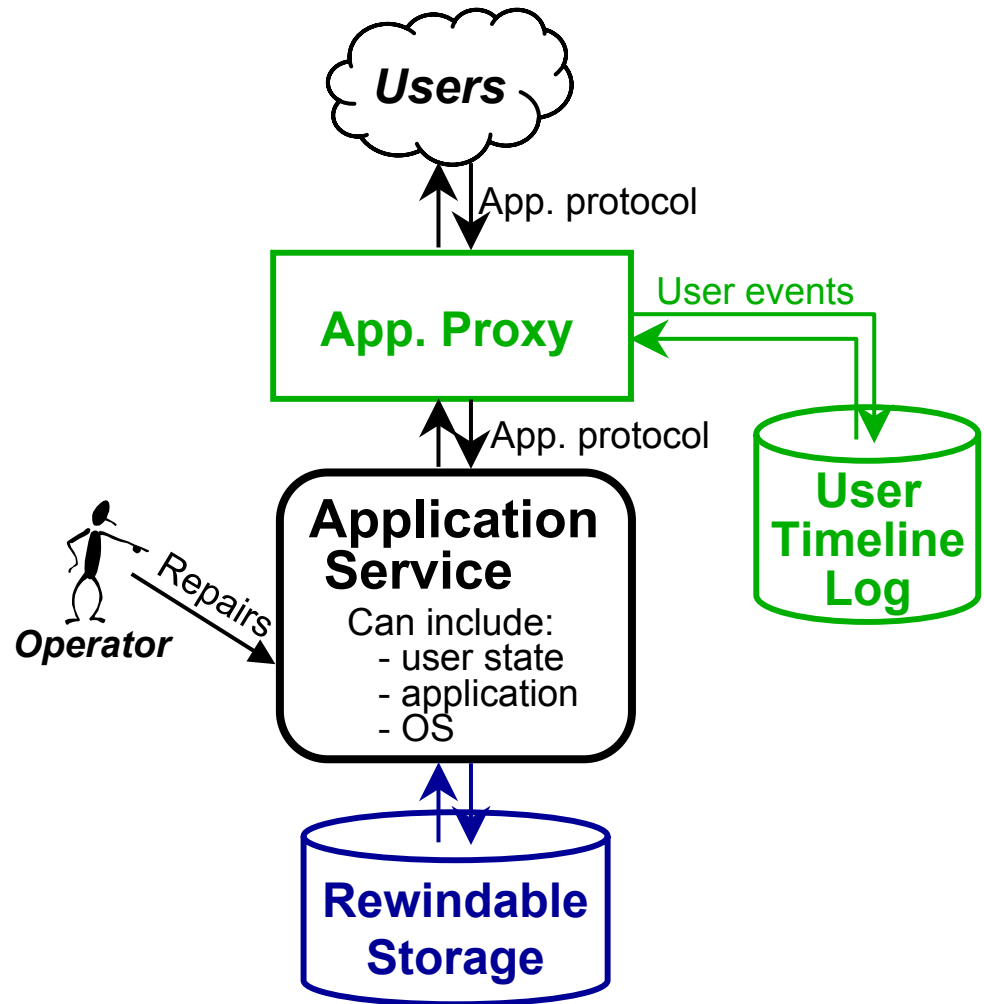 Users
App. protocol
User events
App. Proxy
App. protocol
User
Timeline
Log
Application
Service
Can include:
- user state
- application
- OS
Repairs
Operator
Rewindable
Storage